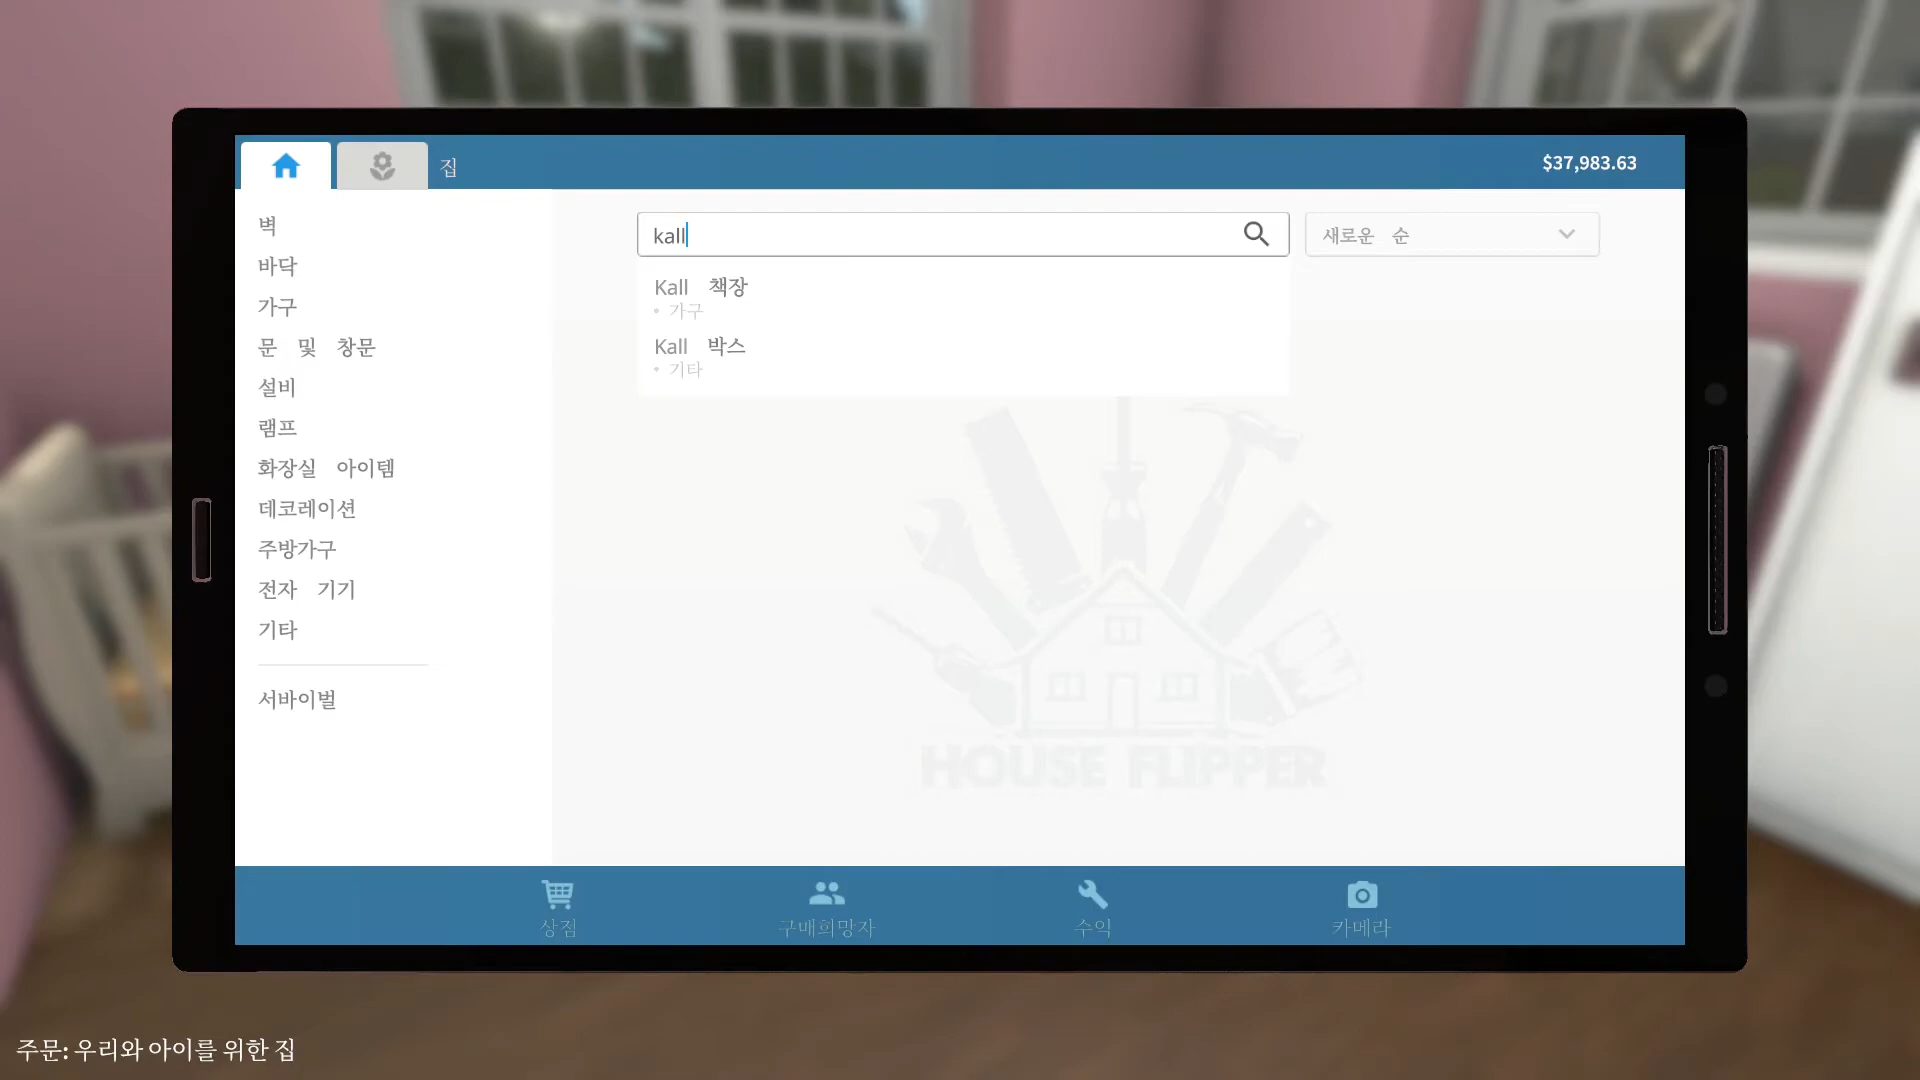 집
$37,983.63
벽
바닥
가구
문 및 창문
설비
램프
화장실 아이템
데코레이션
주방가구
전자 기기
기타
서바이벌
kall
새로운 순
Kall 책장
• 가구
Kall 박스
• 기타
HOUSE FLIPPER
상점
구매희망자
수익
카메라
주문: 우리와 아이를 위한 집